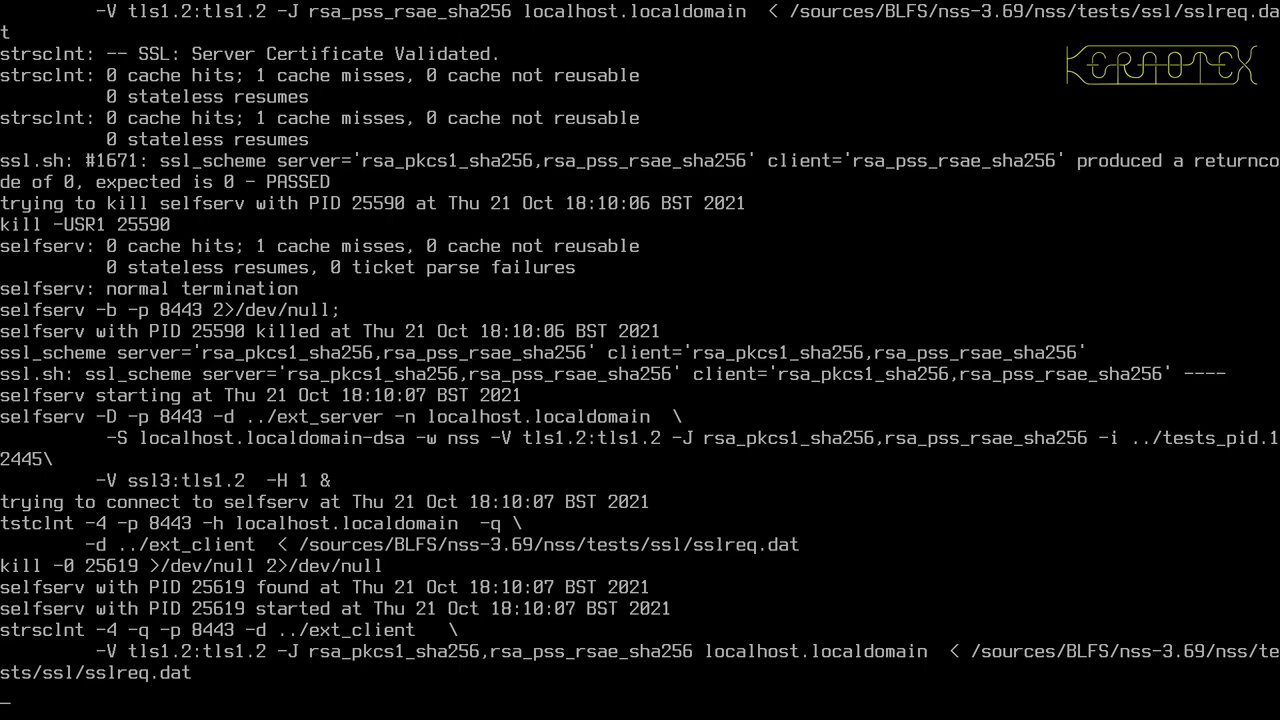 -V tls1.2:tls1.2 -J rsa_pss_rsae_sha256 localhost.localdomain  < /sources/BLFS/nss-3.69/nss/tests/ssl/sslreq.da
t
KERNOTEX
strsclnt: -- SSL: Server Certificate Validated.
strsclnt: 0 cache hits; 1 cache misses, 0 cache not reusable
          0 stateless resumes
strsclnt: 0 cache hits; 1 cache misses, 0 cache not reusable
          0 stateless resumes
ssl.sh: #1671: ssl_scheme server='rsa_pkcs1_sha256,rsa_pss_rsae_sha256' client='rsa_pss_rsae_sha256' produced a returnco
de of 0, expected is 0 - PASSED
trying to kill selfserv with PID 25590 at Thu 21 Oct 18:10:06 BST 2021
kill -USR1 25590
selfserv: 0 cache hits; 1 cache misses, 0 cache not reusable
          0 stateless resumes, 0 ticket parse failures
selfserv: normal termination
selfserv -b -p 8443 2>/dev/null;
selfserv with PID 25590 killed at Thu 21 Oct 18:10:06 BST 2021
ssl_scheme server='rsa_pkcs1_sha256,rsa_pss_rsae_sha256' client='rsa_pkcs1_sha256,rsa_pss_rsae_sha256'
ssl.sh: ssl_scheme server='rsa_pkcs1_sha256,rsa_pss_rsae_sha256' client='rsa_pkcs1_sha256,rsa_pss_rsae_sha256' ----
selfserv starting at Thu 21 Oct 18:10:07 BST 2021
selfserv -D -p 8443 -d ../ext_server -n localhost.localdomain  \
         -S localhost.localdomain-dsa -w nss -V tls1.2:tls1.2 -J rsa_pkcs1_sha256,rsa_pss_rsae_sha256 -i ../tests_pid.1
2445\
         -V ssl3:tls1.2  -H 1 &
trying to connect to selfserv at Thu 21 Oct 18:10:07 BST 2021
tstclnt -4 -p 8443 -h localhost.localdomain  -q \
        -d ../ext_client  < /sources/BLFS/nss-3.69/nss/tests/ssl/sslreq.dat
kill -0 25619 >/dev/null 2>/dev/null
selfserv with PID 25619 found at Thu 21 Oct 18:10:07 BST 2021
selfserv with PID 25619 started at Thu 21 Oct 18:10:07 BST 2021
strsclnt -4 -q -p 8443 -d ../ext_client   \
         -V tls1.2:tls1.2 -J rsa_pkcs1_sha256,rsa_pss_rsae_sha256 localhost.localdomain  < /sources/BLFS/nss-3.69/nss/te
sts/ssl/sslreq.dat